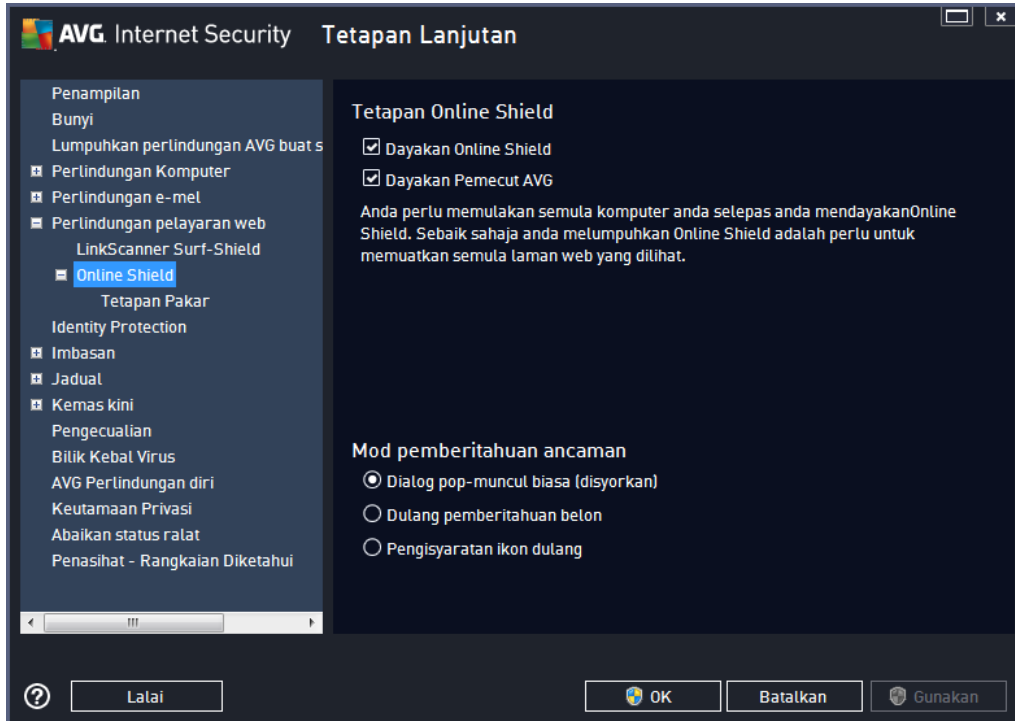 AVG. Internet Security Tetapan Lanjutan
Penampilan
Bunyi
Lumpuhkan perlindungan AVG buat s
Perlindungan Komputer
Perlindungan e-mel
Perlindungan pelayaran web
LinkScanner Surf-Shield
Online Shield
Tetapan Pakar
Identity Protection
Imbasan
Jadual
Kemas kini
Pengecualian
Bilik Kebal Virus
AVG Perlindungan diri
Keutamaan Privasi
Abaikan status ralat
Penasihat - Rangkaian Diketahui
Tetapan Online Shield
Dayakan Online Shield
Dayakan Pemecut AVG
Anda perlu memulakan semula komputer anda selepas anda mendayakanOnline
Shield. Sebaik sahaja anda melumpuhkan Online Shield adalah perlu untuk
memuatkan semula laman web yang dilihat.
Mod pemberitahuan ancaman
Dialog pop-muncul biasa (disyorkan)
Dulang pemberitahuan belon
Pengisyaratan ikon dulang
Lalai
OK
Batalkan
Gunakan